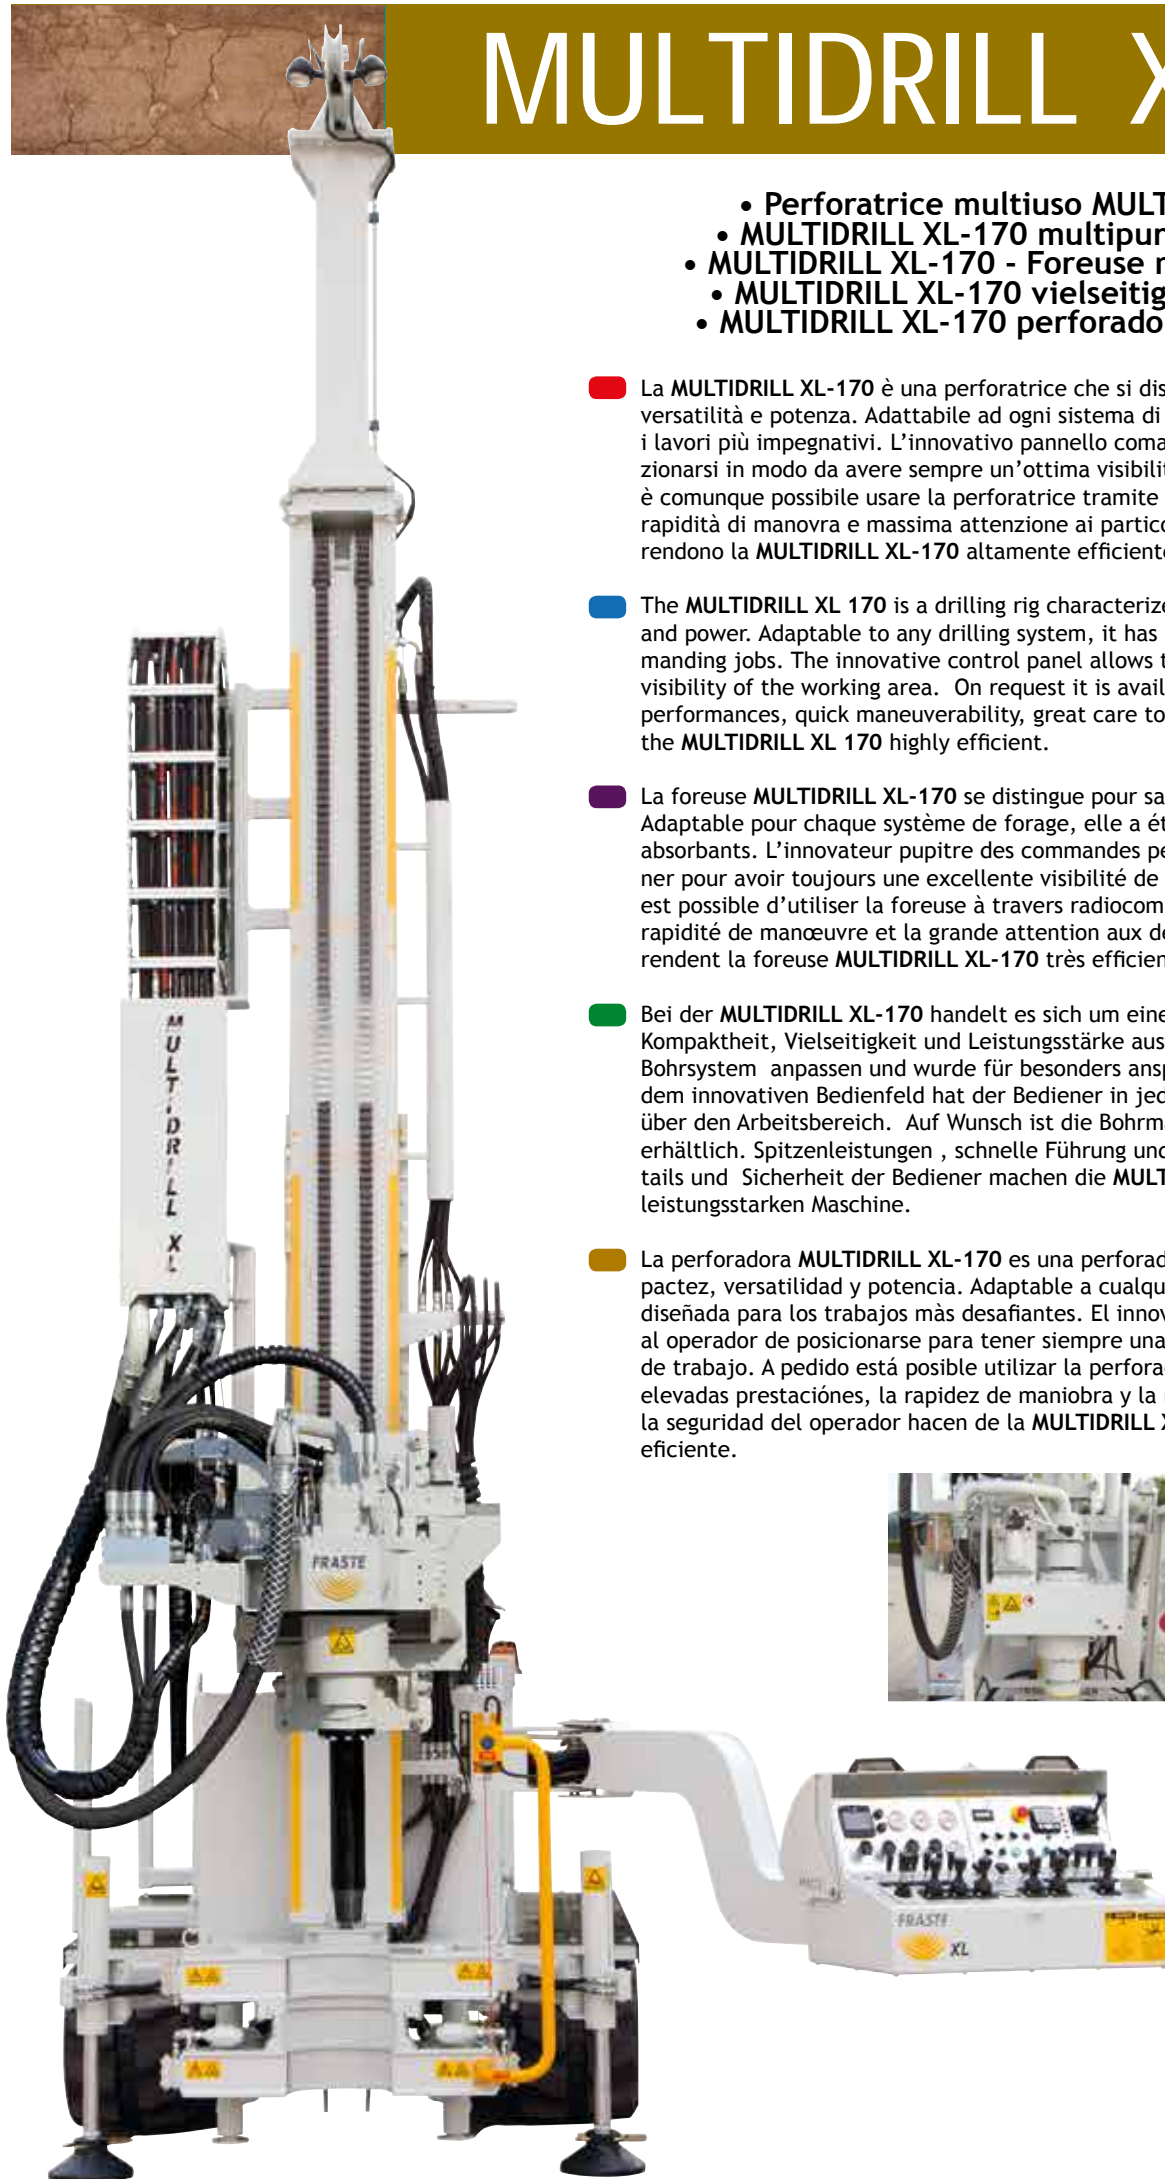 MULTIDRILL X
• Perforatrice multiuso MULT
• MULTIDRILL XL-170 multipur
• MULTIDRILL XL-170 - Foreuse
• MULTIDRILL XL-170 vielseitig
• MULTIDRILL XL-170 perforado
La MULTIDRILL XL-170 è una perforatrice che si dis
versatilità e potenza. Adattabile ad ogni sistema di
i lavori più impegnativi. L’innovativo pannello coma
zionarsi in modo da avere sempre un’ottima visibilit
è comunque possibile usare la perforatrice tramite
rapidità di manovra e massima attenzione ai partico
rendono la MULTIDRILL XL-170 altamente efficiente
The MULTIDRILL XL 170 is a drilling rig characterize
and power. Adaptable to any drilling system, it has
manding jobs. The innovative control panel allows t
visibility of the working area. On request it is avail
performances, quick maneuverability, great care to
the MULTIDRILL XL 170 highly efficient.
La foreuse MULTIDRILL XL-170 se distingue pour sa
Adaptable pour chaque système de forage, elle a ét
absorbants. L’innovateur pupitre des commandes pe
ner pour avoir toujours une excellente visibilité de
est possible d’utiliser la foreuse à travers radiocom
rapidité de manœuvre et la grande attention aux de
rendent la foreuse MULTIDRILL XL-170 très efficien
Bei der MULTIDRILL XL-170 handelt es sich um eine
Kompaktheit, Vielseitigkeit und Leistungsstärke aus
Bohrsystem anpassen und wurde für besonders ansp
dem innovativen Bedienfeld hat der Bediener in jed
über den Arbeitsbereich. Auf Wunsch ist die Bohrma
erhältlich. Spitzenleistungen , schnelle Führung und
tails und Sicherheit der Bediener machen die MULT
leistungsstarken Maschine.
La perforadora MULTIDRILL XL-170 es una perforad
pactez, versatilidad y potencia. Adaptable a cualqu
diseñada para los trabajos màs desafiantes. El innov
al operador de posicionarse para tener siempre una
de trabajo. A pedido está posible utilizar la perforad
elevadas prestaciónes, la rapidez de maniobra y la
la seguridad del operador hacen de la MULTIDRILL X
eficiente.
MULTIDRILL XL
FRASTE
FRASTE
XL